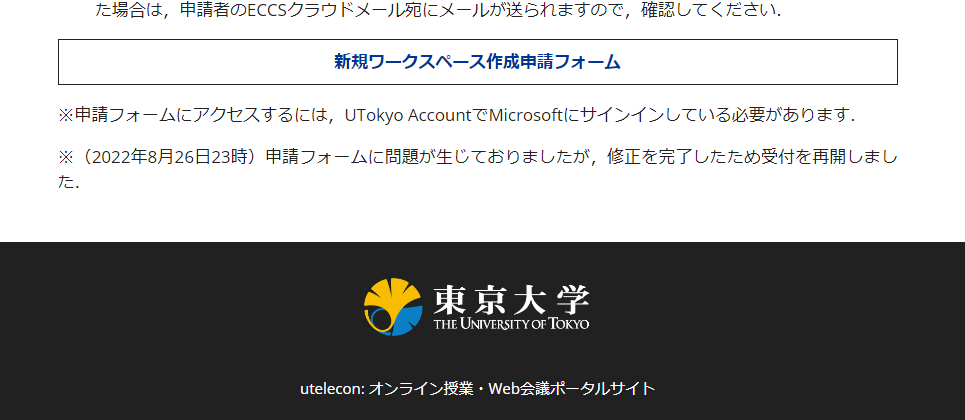 た場合は，申請者のECCSクラウドメール宛にメールが送られますので，確認してください．
新規ワークスペース作成申請フォーム
※申請フォームにアクセスするには，UTokyo AccountでMicrosoftにサインインしている必要があります．
※（2022年8月26日23時）申請フォームに問題が生じておりましたが，修正を完了したため受付を再開しまし
た．
東京大学
THE UNIVERSITY OF TOKYO
utelecon: オンライン授業・Web会議ポータルサイト